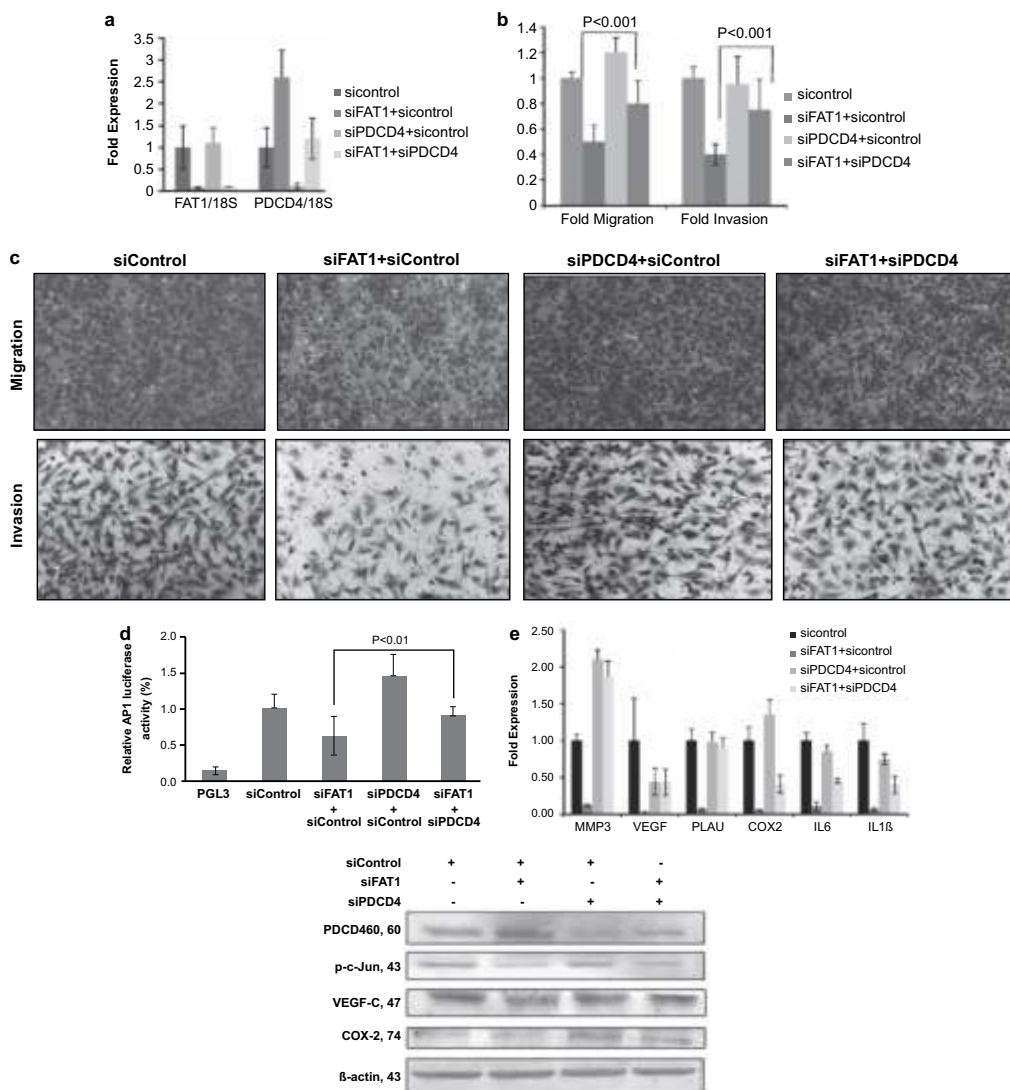 a
Fold Expression
3.5
3
2.5
2
1.5
1
0.5
0
FAT1/18S PDCD4/18S
sicontrol
siFAT1+sicontrol
siPDCD4+sicontrol
siFAT1+siPDCD4
b
P<0.001
P<0.001
1.4
1.2
1
0.8
0.6
0.4
0.2
0
Fold Migration Fold Invasion
sicontrol
siFAT1+sicontrol
siPDCD4+sicontrol
siFAT1+siPDCD4
c
siControl siFAT1+siControl siPDCD4+siControl siFAT1+siPDCD4
Migration
Invasion
d
Relative AP1 luciferase
activity (%)
2.0
1.5
1.0
0.5
0.0
P<0.01
PGL3 siControl siFAT1 siPDCD4 siFAT1
+ + +
siControl siControl siPDCD4
e
Fold Expression
2.50
2.00
1.50
1.00
0.50
0.00
MMP3 VEGF PLAU COX2 IL6 IL1ß
sicontrol
siFAT1+sicontrol
siPDCD4+sicontrol
siFAT1+siPDCD4
siControl + + + -
siFAT1 - + - +
siPDCD4 - - + +
PDCD460, 60
p-c-Jun, 43
VEGF-C, 47
COX-2, 74
ß-actin, 43